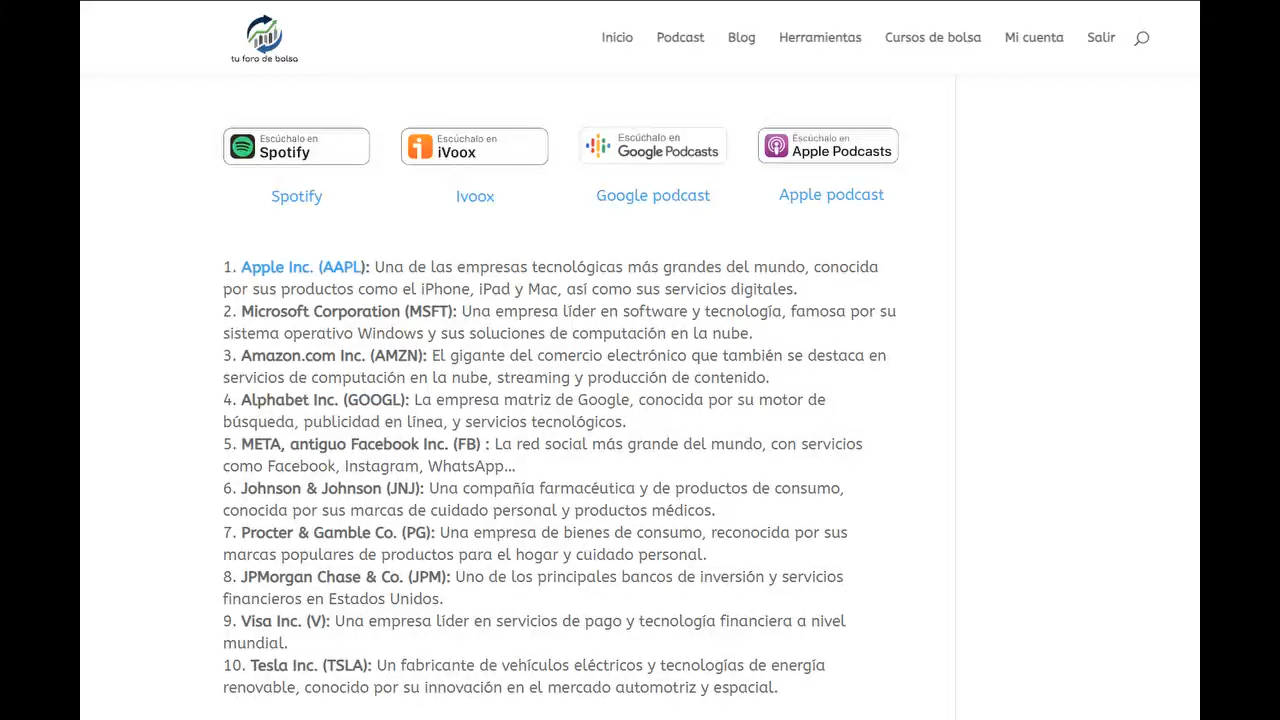 tu foro de bolsa
Inicio Podcast Blog Herramientas Cursos de bolsa Mi cuenta Salir
Escúchalo en
Spotify
Escúchalo en
iVoox
Escúchalo en
Google Podcasts
Escúchalo en
Apple Podcasts
Spotify Ivoox Google podcast Apple podcast
1. Apple Inc. (AAPL): Una de las empresas tecnológicas más grandes del mundo, conocida
por sus productos como el iPhone, iPad y Mac, así como sus servicios digitales.
2. Microsoft Corporation (MSFT): Una empresa líder en software y tecnología, famosa por su
sistema operativo Windows y sus soluciones de computación en la nube.
3. Amazon.com Inc. (AMZN): El gigante del comercio electrónico que también se destaca en
servicios de computación en la nube, streaming y producción de contenido.
4. Alphabet Inc. (GOOGL): La empresa matriz de Google, conocida por su motor de
búsqueda, publicidad en línea, y servicios tecnológicos.
5. META, antiguo Facebook Inc. (FB) : La red social más grande del mundo, con servicios
como Facebook, Instagram, WhatsApp…
6. Johnson & Johnson (JNJ): Una compañía farmacéutica y de productos de consumo,
conocida por sus marcas de cuidado personal y productos médicos.
7. Procter & Gamble Co. (PG): Una empresa de bienes de consumo, reconocida por sus
marcas populares de productos para el hogar y cuidado personal.
8. JPMorgan Chase & Co. (JPM): Uno de los principales bancos de inversión y servicios
financieros en Estados Unidos.
9. Visa Inc. (V): Una empresa líder en servicios de pago y tecnología financiera a nivel
mundial.
10. Tesla Inc. (TSLA): Un fabricante de vehículos eléctricos y tecnologías de energía
renovable, conocido por su innovación en el mercado automotriz y espacial.